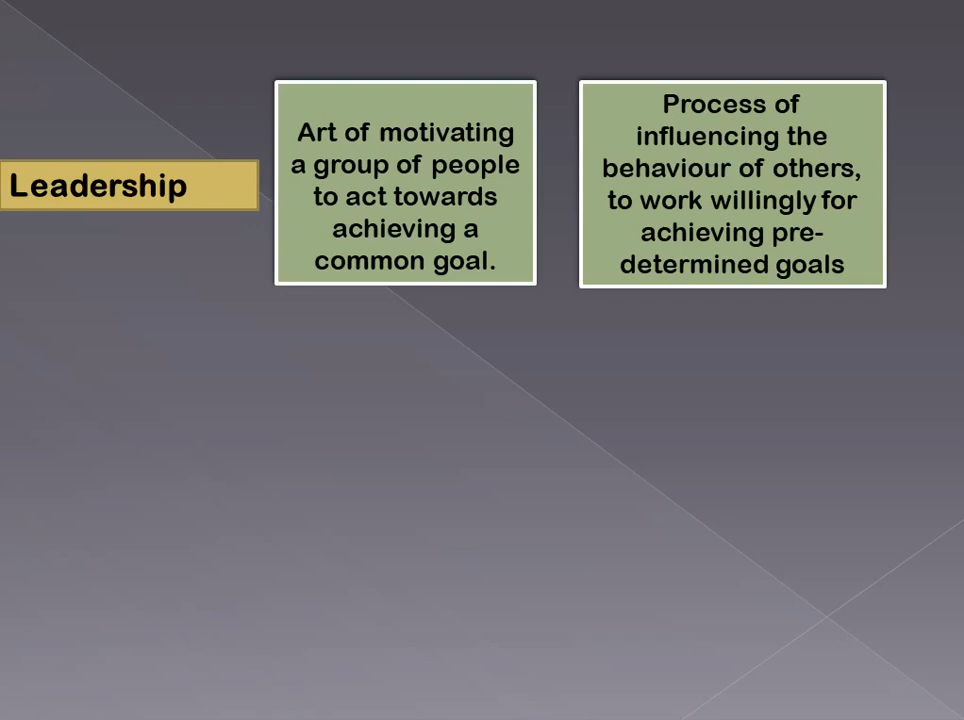 Leadership
Art of motivating
a group of people
to act towards
achieving a
common goal.
Process of
influencing the
behaviour of others,
to work willingly for
achieving pre-
determined goals